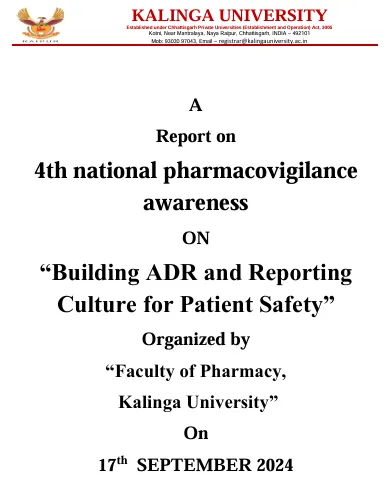 KALINGA UNIVERSITY
Established under Chhattisgarh Private Universities (Establishment and Operation) Act, 2005
Kotni, Near Mantralaya, Naya Raipur, Chhattisgarh, INDIA – 492101
Mob: 93030 97043, Email – registrar@kalingauniversity.ac.in
RAIPUR
A
Report on
4th national pharmacovigilance
awareness
ON
“Building ADR and Reporting
Culture for Patient Safety”
Organized by
“Faculty of Pharmacy,
Kalinga University”
On
17th SEPTEMBER 2024